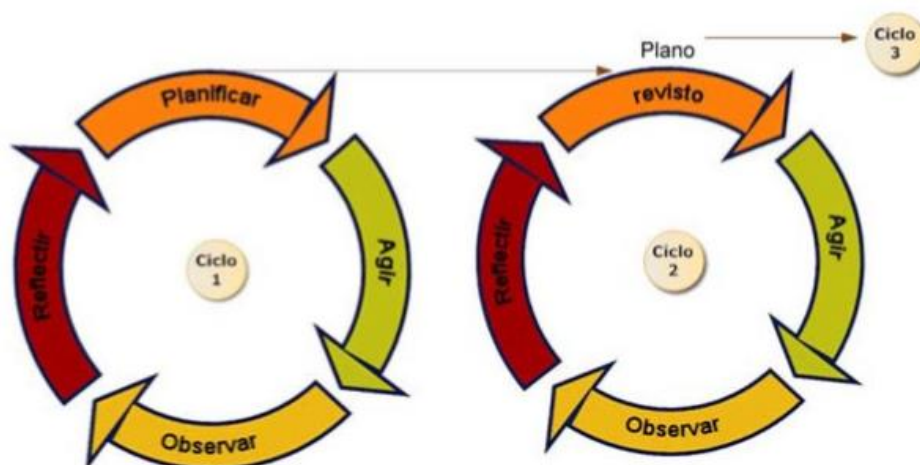 Planificar
Agir
Observar
Reflectir
Ciclo
1
Plano
revisto
Agir
Observar
Reflectir
Ciclo
2
Ciclo
3